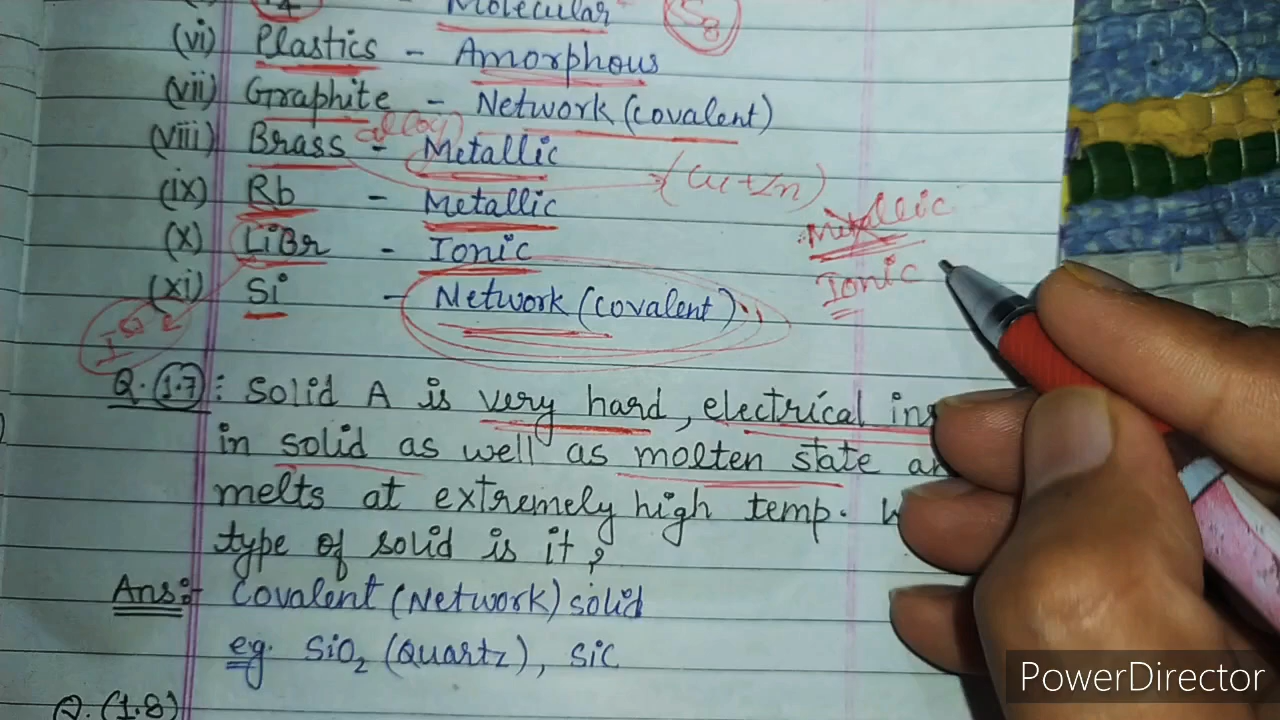 Molecular S8
(vi) Plastics - Amorphous
(vii) Graphite - Network (covalent)
alloy
(viii) Brass - Metallic
(Cu+Zn)
(ix) Rb - Metallic
Metallic
(x) LiBr - Ionic
Ionic
(xi) Si - Network (covalent)
Q.(1.7): Solid A is very hard, electrical ins
in solid as well as molten state
melts at extremely high temp.
type of solid is it?
Ans:- Covalent (Network) solid
eg. SiO2 (Quartz), SiC
Q.(1.8)
PowerDirector